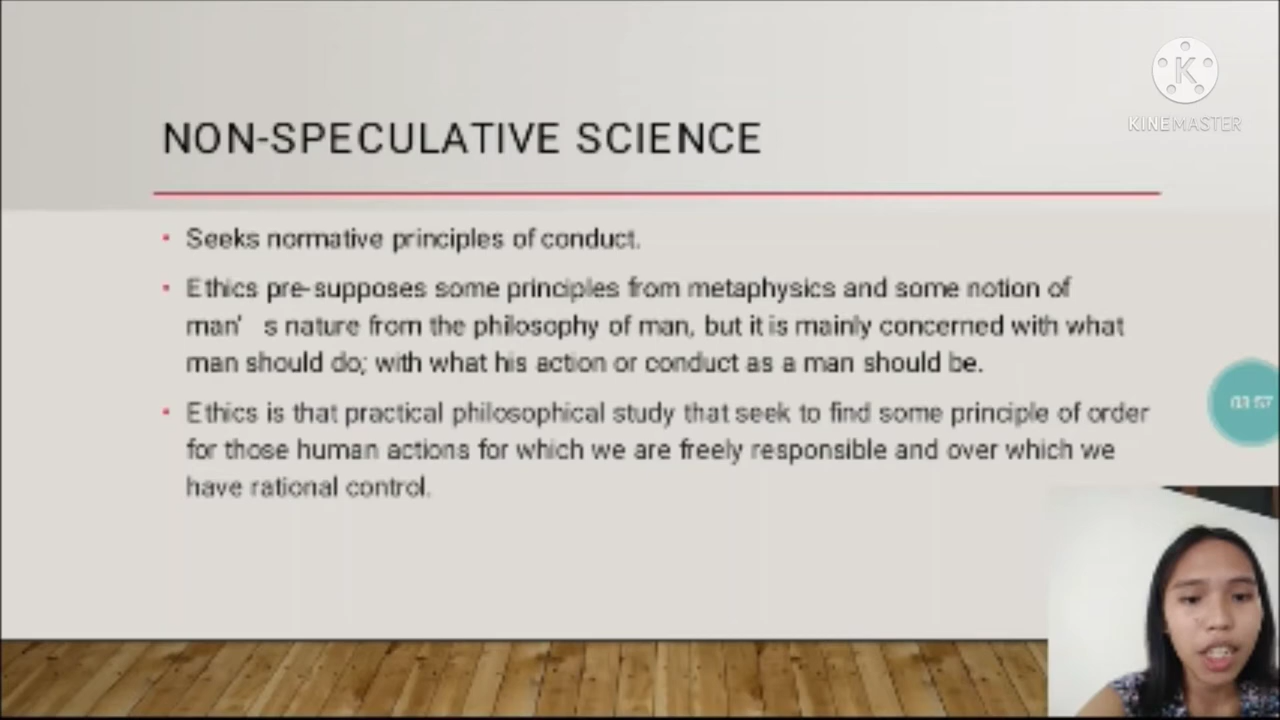 NON-SPECULATIVE SCIENCE
KINEMASTER
• Seeks normative principles of conduct.
• Ethics pre-supposes some principles from metaphysics and some notion of
man' s nature from the philosophy of man, but it is mainly concerned with what
man should do; with what his action or conduct as a man should be.
• Ethics is that practical philosophical study that seek to find some principle of order
for those human actions for which we are freely responsible and over which we
have rational control.